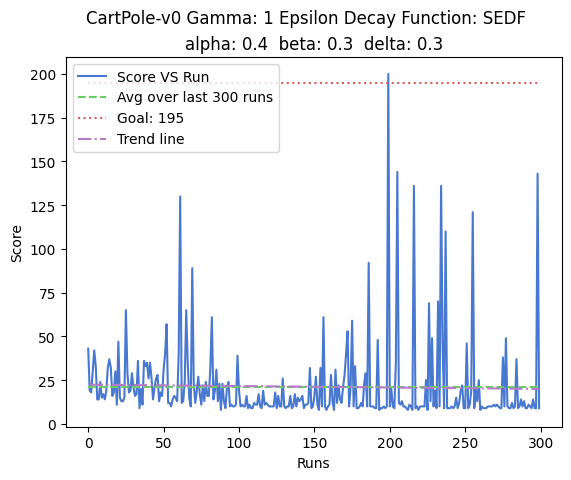 CartPole-v0 Gamma: 1 Epsilon Decay Function: SEDF
alpha: 0.4  beta: 0.3  delta: 0.3
Score VS Run
Avg over last 300 runs
Goal: 195
Trend line
200
175
150
125
100
75
50
25
0
Score
0
50
100
150
200
250
300
Runs